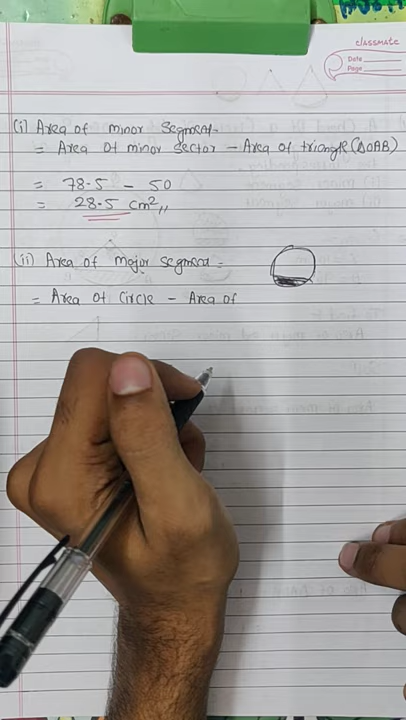 classmate
Date
Page
(i) Area of minor Segment-
= Area of minor sector - Area of triangle (△OAB)
= 78.5 - 50
= 28.5 cm²,,
(ii) Area of major segment =
= Area of Circle - Area of